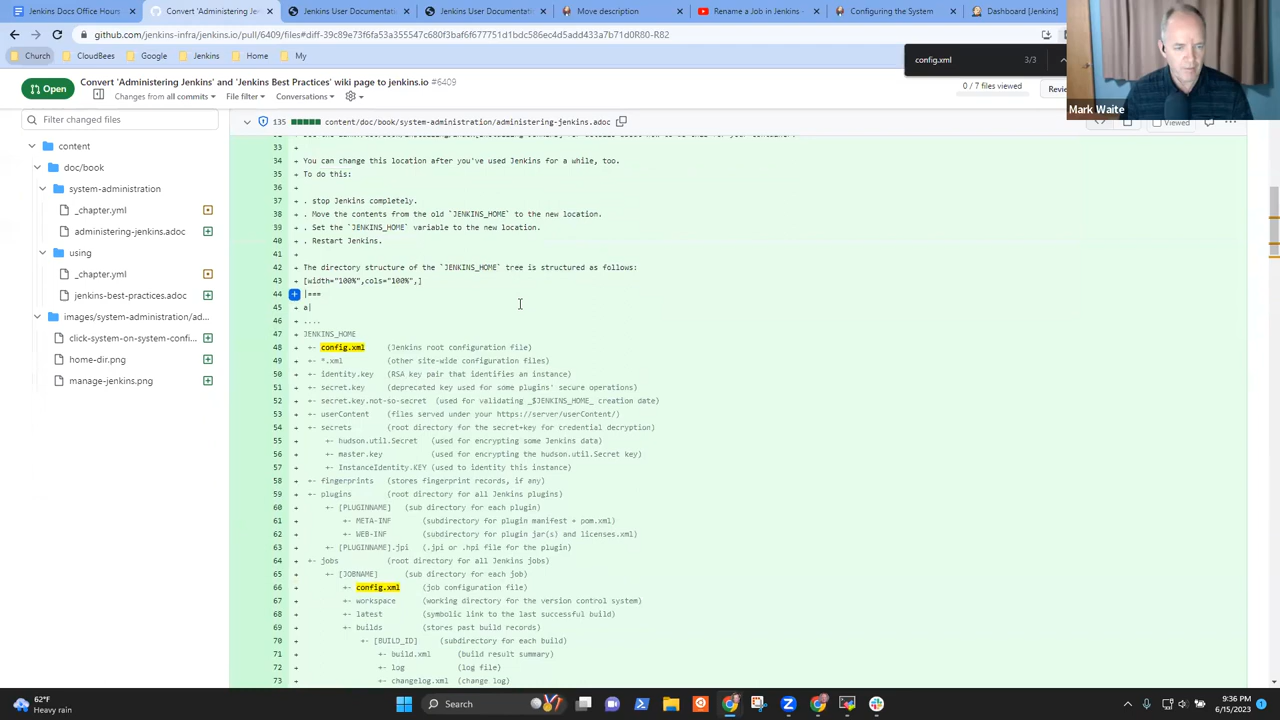 Jenkins Docs Office Hours
Convert 'Administering Jenkins'
Jenkins User Documentation
Jenkins User Documentation
Move description
Rename a Job in Jenkins
Configuring the System
Dashboard [Jenkins]
github.com/jenkins-infra/jenkins.io/pull/6409/files#diff-39c89e73f6fa53a355547c680f3baf6f677751d1bdc586ec4d5add433a7b71d0R80-R82
Church
CloudBees
Google
Jenkins
Home
My
config.xml 3/3
Open
Convert 'Administering Jenkins' and 'Jenkins Best Practices' wiki page to jenkins.io #6409
Changes from all commits
File filter
Conversations
0 / 7 files viewed
Mark Waite
Filter changed files
135
administration/administering-jenkins.adoc
Viewed
content
doc/book
system-administration
_chapter.yml
administering-jenkins.adoc
using
_chapter.yml
jenkins-best-practices.adoc
images/system-administration/ad...
click-system-on-system-confi...
home-dir.png
manage-jenkins.png
33 +
34 + You can change this location after you've used Jenkins for a while, too.
35 + To do this:
36 +
37 + . stop Jenkins completely.
38 + . Move the contents from the old `JENKINS_HOME` to the new location.
39 + . Set the `JENKINS_HOME` variable to the new location.
40 + . Restart Jenkins.
41 +
42 + The directory structure of the `JENKINS_HOME` tree is structured as follows:
43 + [width="100%",cols="100%",]
44 + |===
45 + a|
46 + ....
47 + JENKINS_HOME
48 + +- config.xml (Jenkins root configuration file)
49 + +- *.xml (other site-wide configuration files)
50 + +- identity.key (RSA key pair that identifies an instance)
51 + +- secret.key (deprecated key used for some plugins' secure operations)
52 + +- secret.key.not-so-secret (used for validating _$JENKINS_HOME_ creation date)
53 + +- userContent (files served under your https://server/userContent/)
54 + +- secrets (root directory for the secret+key for credential decryption)
55 + +- hudson.util.Secret (used for encrypting some Jenkins data)
56 + +- master.key (used for encrypting the hudson.util.Secret key)
57 + +- InstanceIdentity.KEY (used to identity this instance)
58 + +- fingerprints (stores fingerprint records, if any)
59 + +- plugins (root directory for all Jenkins plugins)
60 + +- [PLUGINNAME] (sub directory for each plugin)
61 + +- META-INF (subdirectory for plugin manifest + pom.xml)
62 + +- WEB-INF (subdirectory for plugin jar(s) and licenses.xml)
63 + +- [PLUGINNAME].jpi (.jpi or .hpi file for the plugin)
64 + +- jobs (root directory for all Jenkins jobs)
65 + +- [JOBNAME] (sub directory for each job)
66 + +- config.xml (job configuration file)
67 + +- workspace (working directory for the version control system)
68 + +- latest (symbolic link to the last successful build)
69 + +- builds (stores past build records)
70 + +- [BUILD_ID] (subdirectory for each build)
71 + +- build.xml (build result summary)
72 + +- log (log file)
73 + +- changelog.xml (change log)
62°F
Heavy rain
Search
9:36 PM
6/15/2023